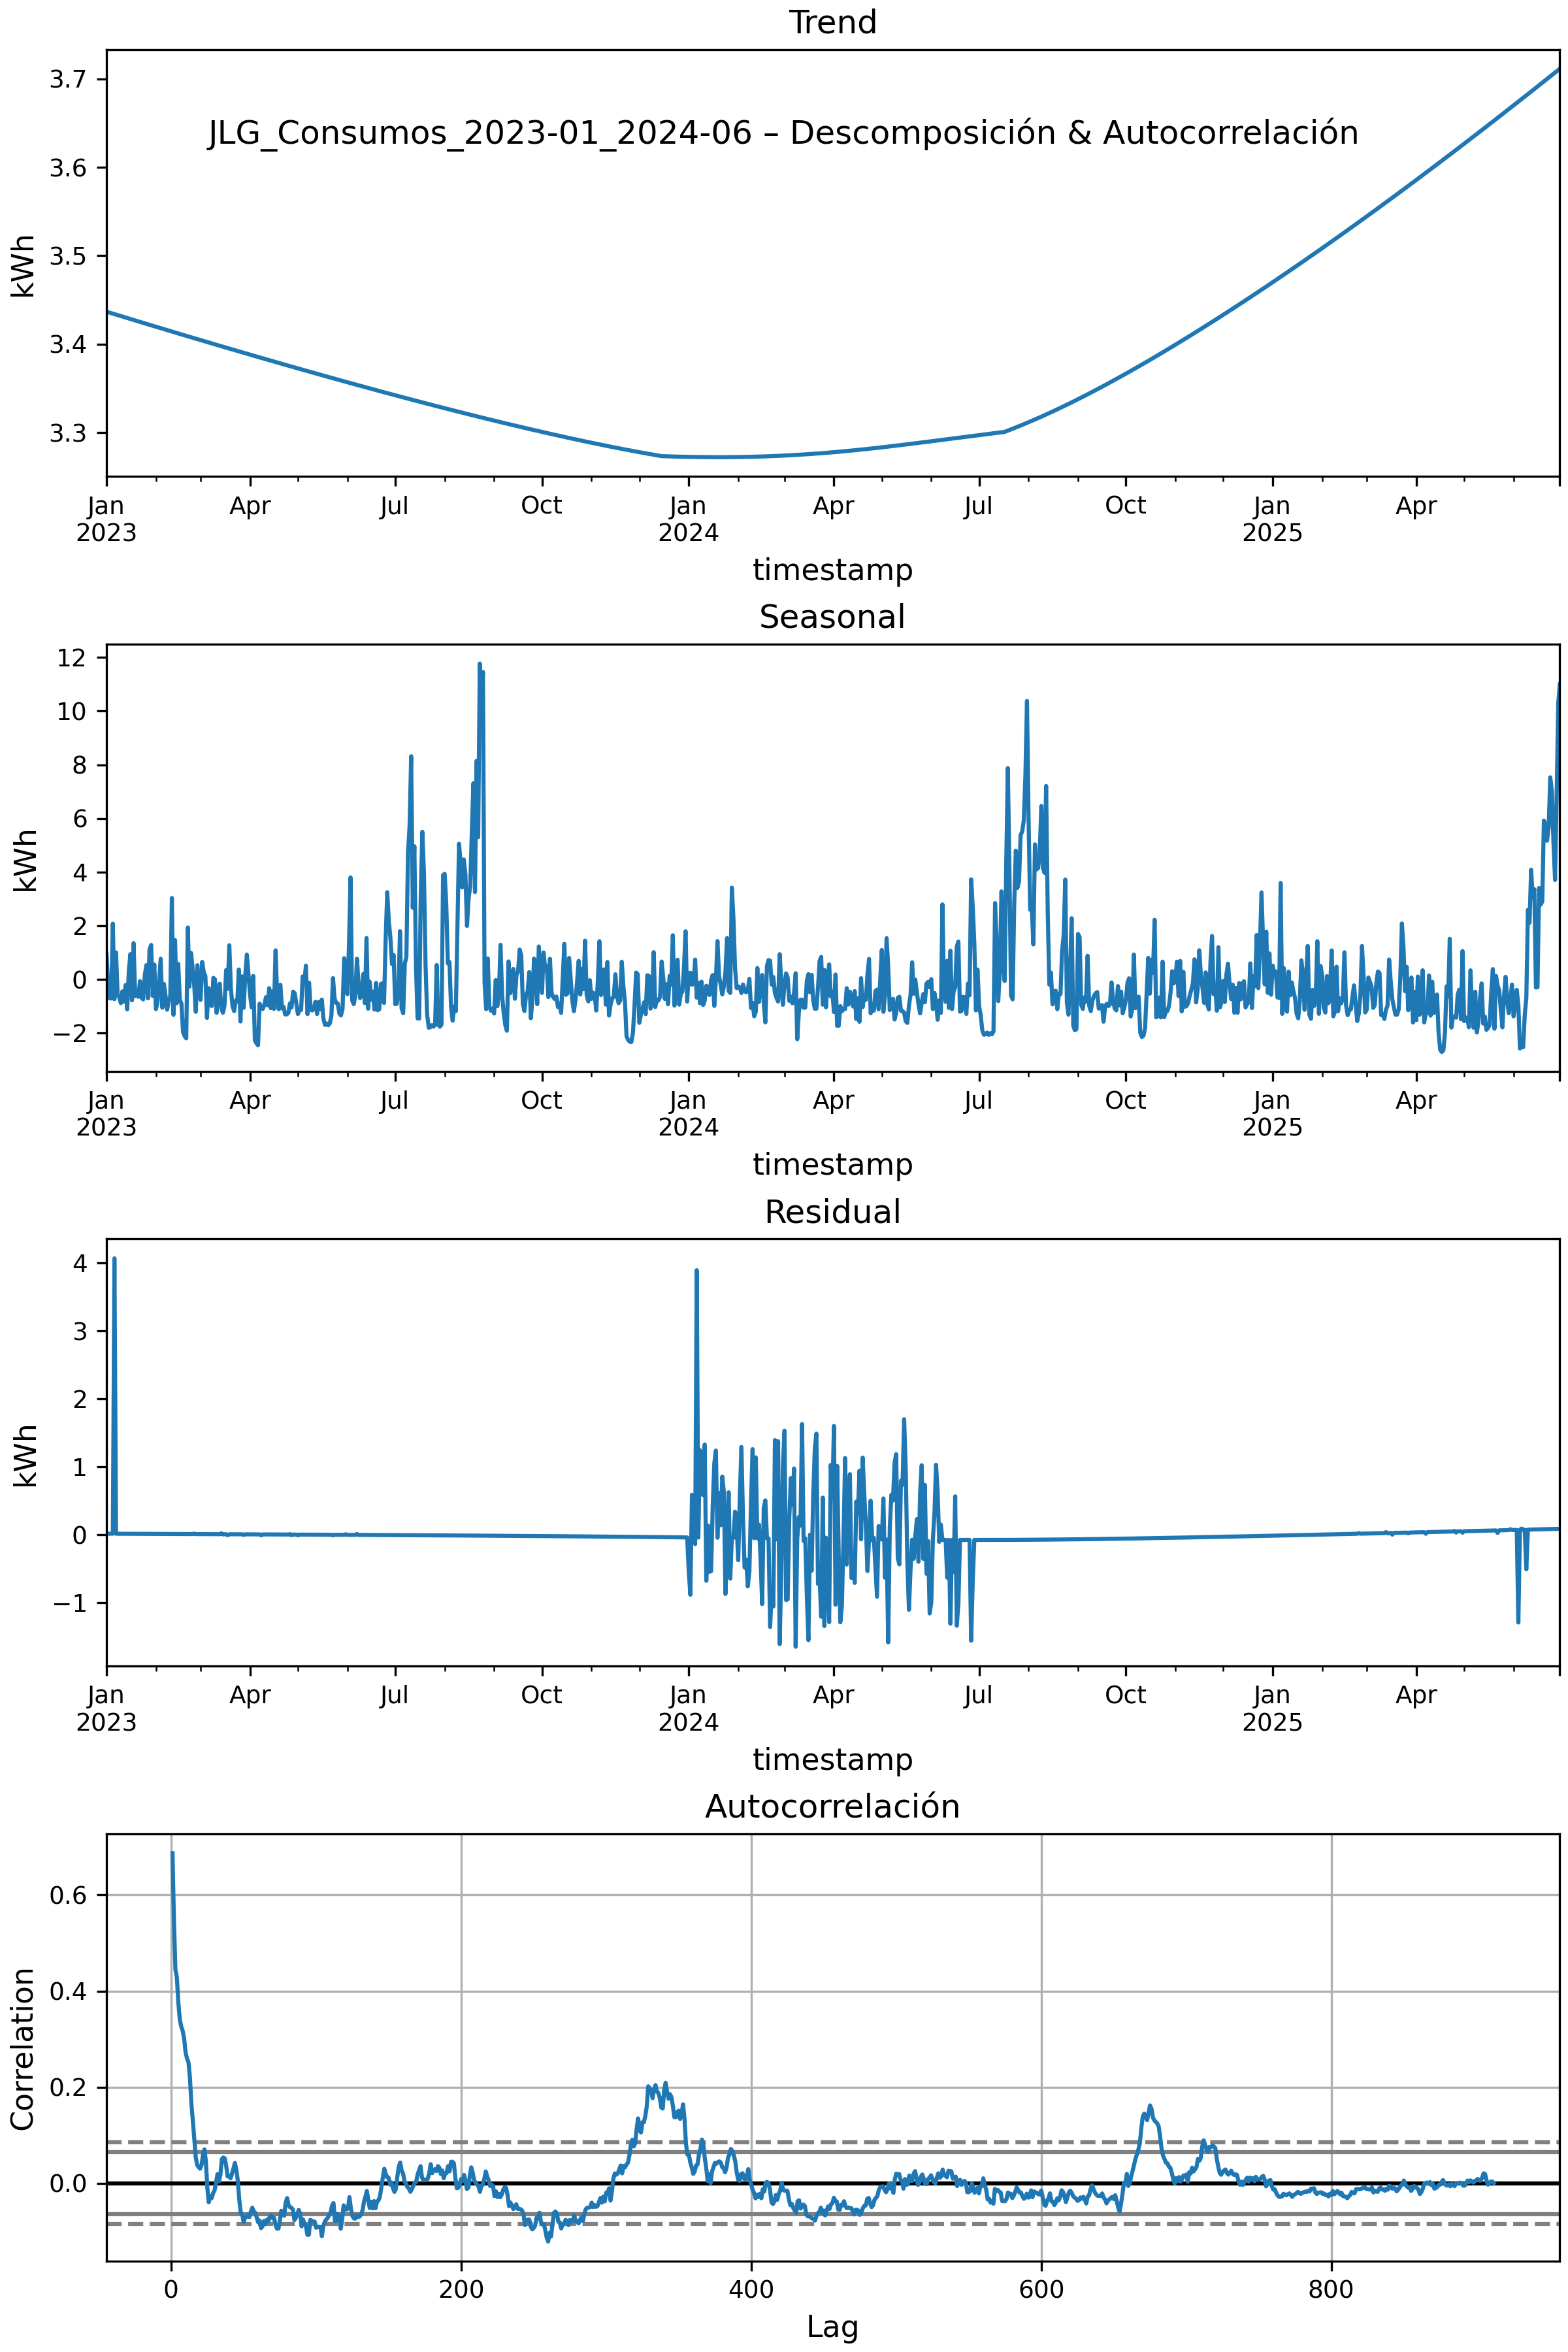 Trend
JLG_Consumos_2023-01_2024-06 – Descomposición & Autocorrelación
kWh
3.7
3.6
3.5
3.4
3.3
Jan Apr Jul Oct Jan Apr Jul Oct Jan Apr
2023 2024 2025
timestamp
Seasonal
kWh
12
10
8
6
4
2
0
−2
Jan Apr Jul Oct Jan Apr Jul Oct Jan Apr
2023 2024 2025
timestamp
Residual
kWh
4
3
2
1
0
−1
Jan Apr Jul Oct Jan Apr Jul Oct Jan Apr
2023 2024 2025
timestamp
Autocorrelación
Correlation
0.6
0.4
0.2
0.0
0 200 400 600 800
Lag